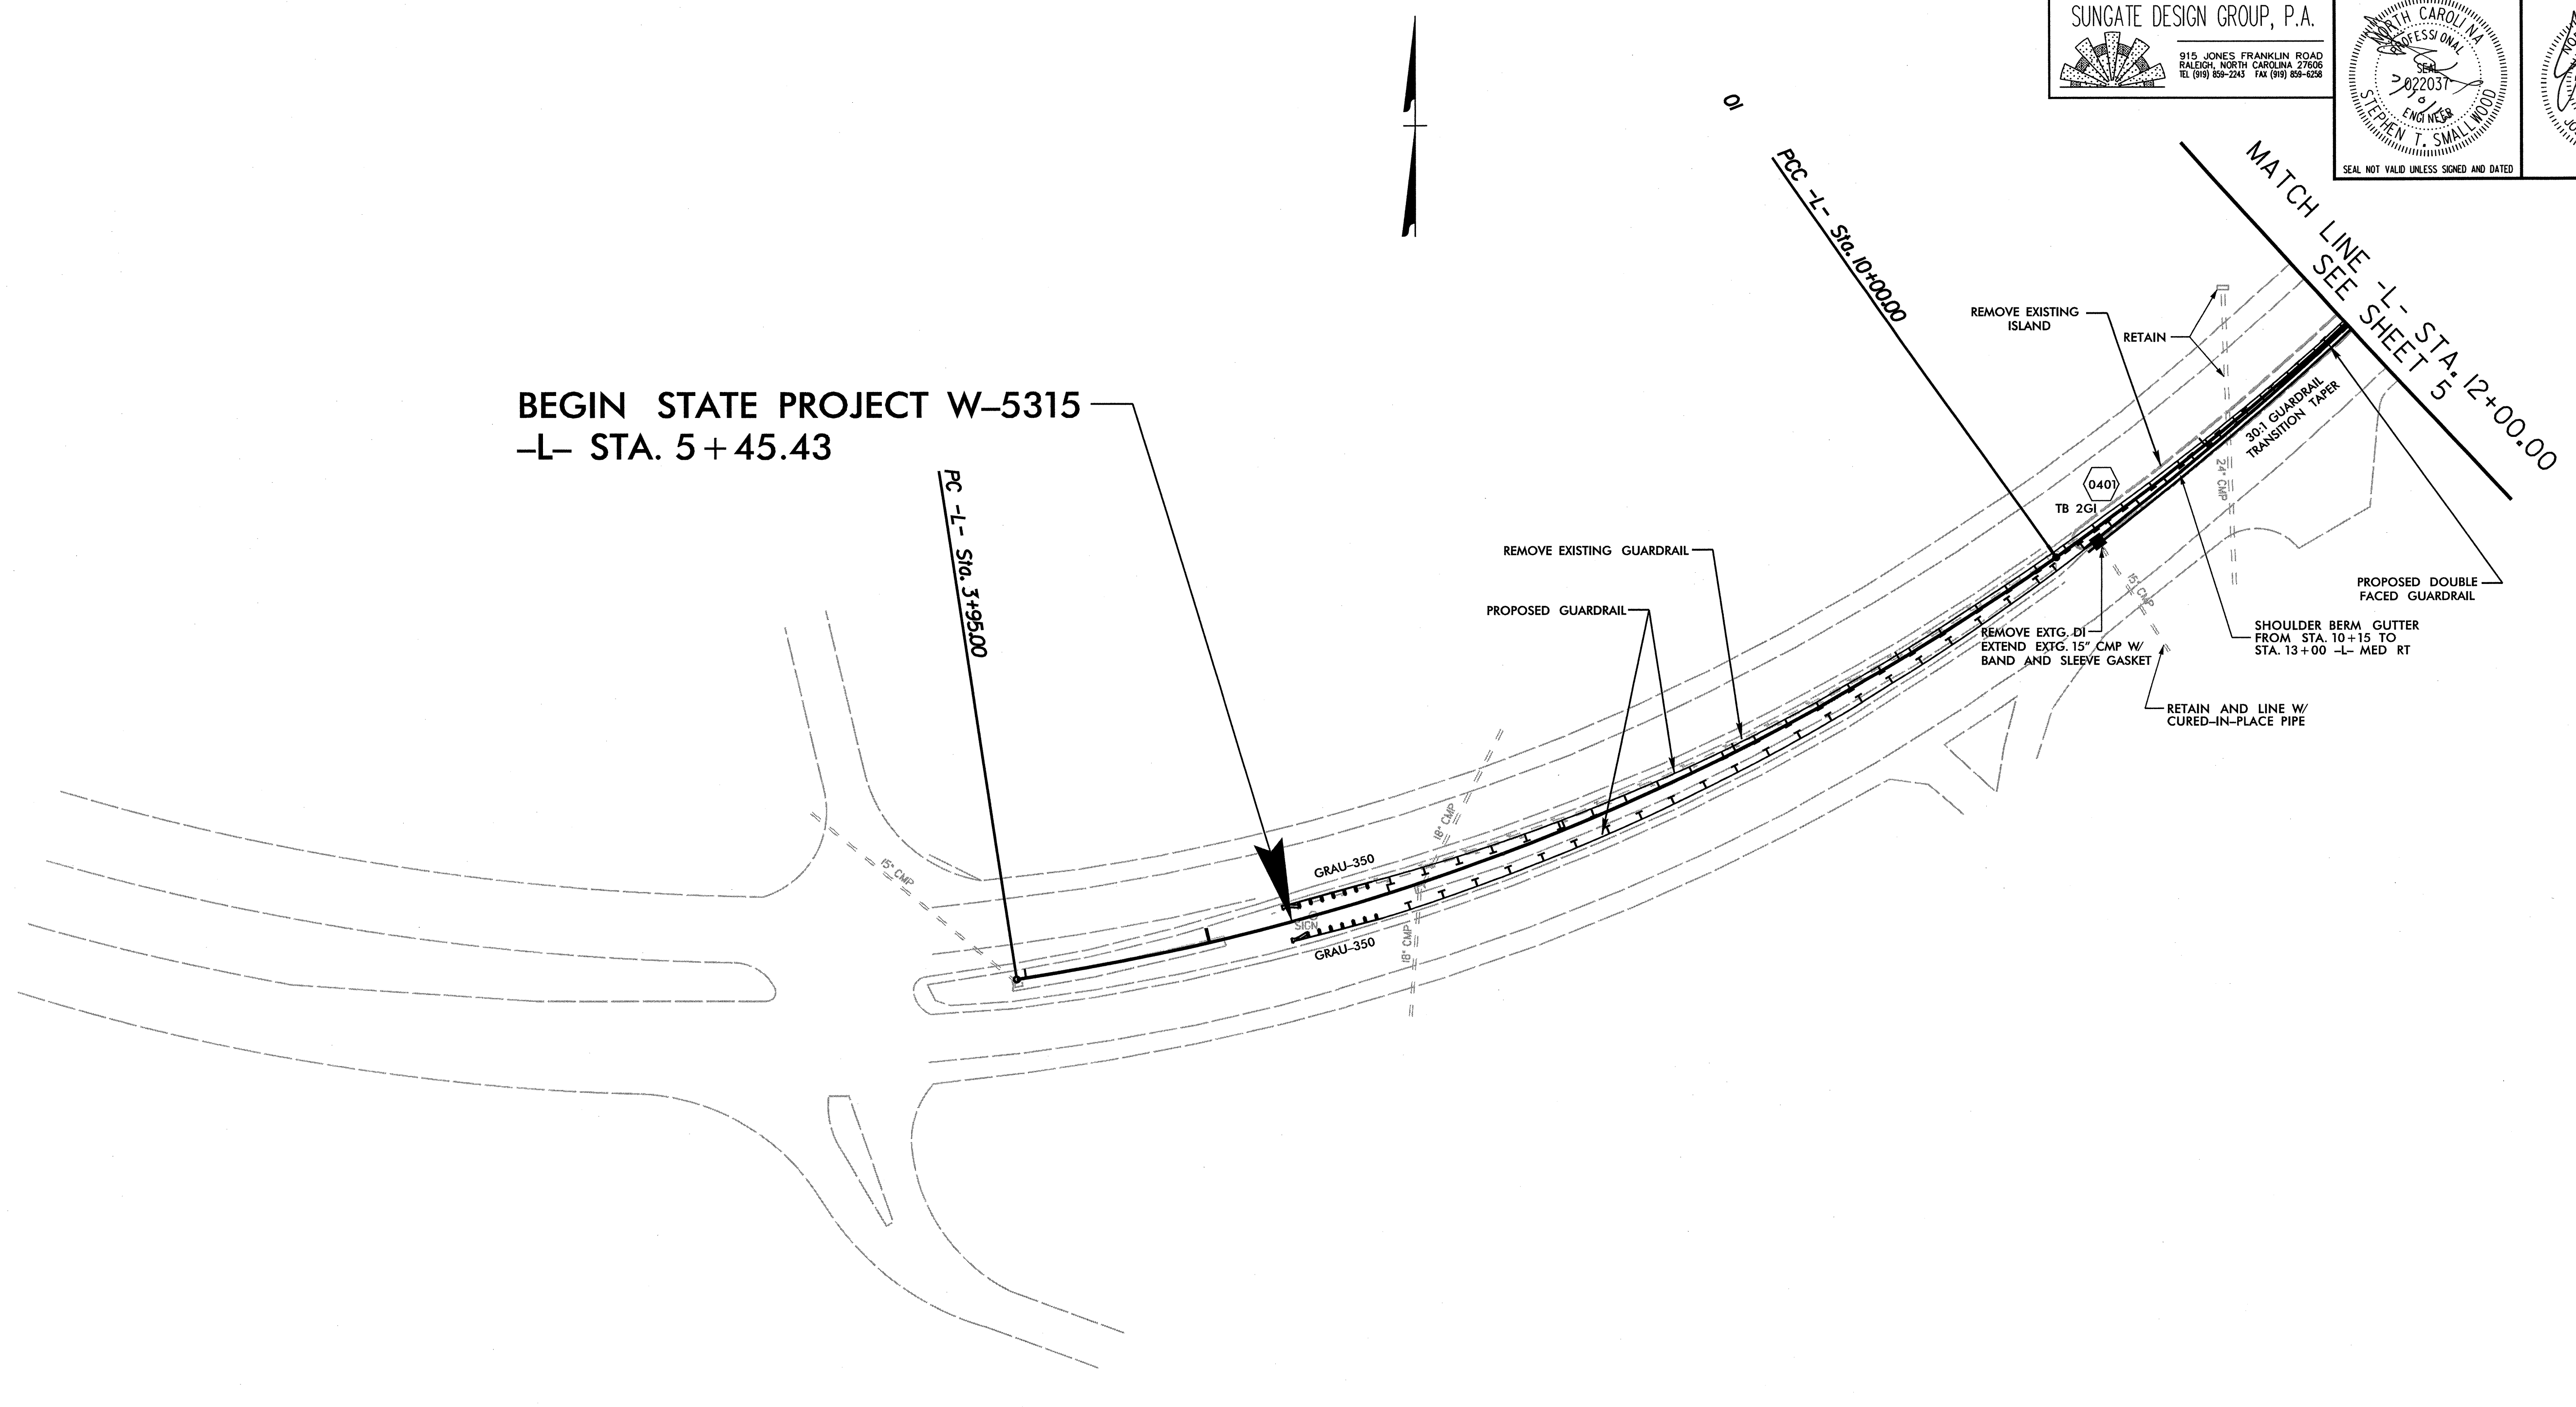 SUNGATE DESIGN GROUP, P.A.
915 JONES FRANKLIN ROAD
RALEIGH, NORTH CAROLINA 27606
TEL (919) 859-2243 FAX (919) 859-6258
NORTH CAROLINA
PROFESSIONAL
SEAL
022037
ENGINEER
STEPHEN T. SMALLWOOD
SEAL NOT VALID UNLESS SIGNED AND DATED
10
PCC -L- Sta. 10+00.00
MATCH LINE -L- STA. 12+00.00
SEE SHEET 5
REMOVE EXISTING
ISLAND
RETAIN
30:1 GUARDRAIL
TRANSITION TAPER
BEGIN STATE PROJECT W-5315
-L- STA. 5+45.43
PC -L- Sta. 3+95.00
24" CMP
0401
TB 2GI
REMOVE EXISTING GUARDRAIL
PROPOSED GUARDRAIL
15" CMP
PROPOSED DOUBLE
FACED GUARDRAIL
REMOVE EXTG. DI
EXTEND EXTG. 15" CMP W/
BAND AND SLEEVE GASKET
SHOULDER BERM GUTTER
FROM STA. 10+15 TO
STA. 13+00 -L- MED RT
RETAIN AND LINE W/
CURED-IN-PLACE PIPE
18" CMP
15" CMP
GRAU-350
SIGN
GRAU-350
18" CMP